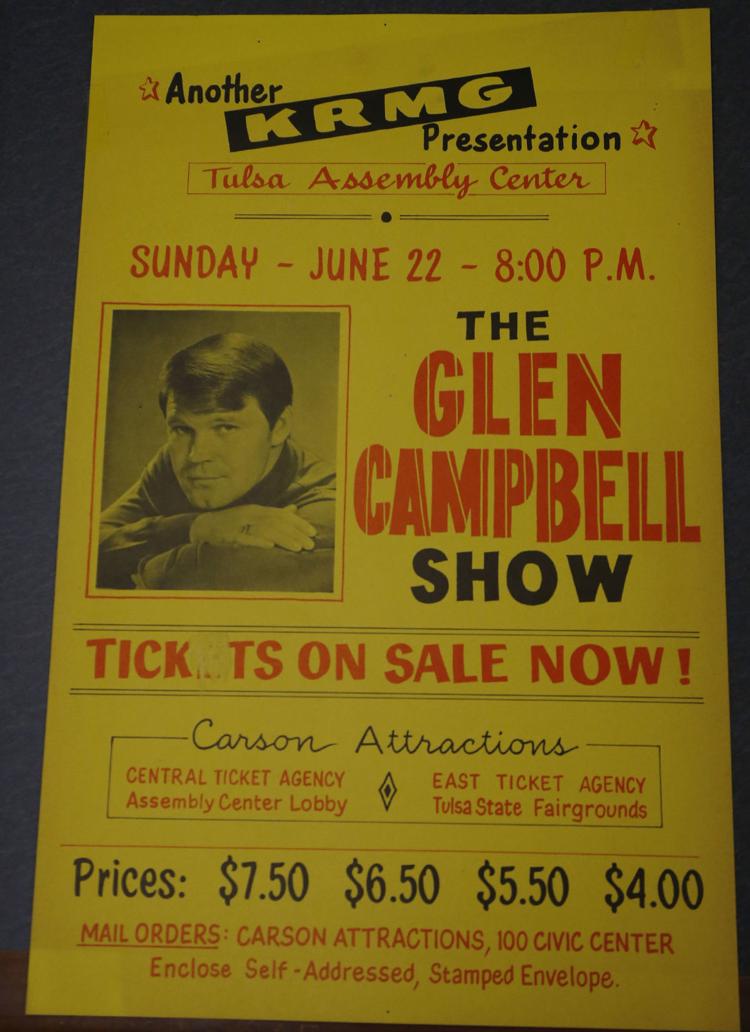 Another
KRMG
Presentation
Tulsa Assembly Center
SUNDAY - JUNE 22 - 8:00 P.M.
THE
GLEN
CAMPBELL
SHOW
TICKETS ON SALE NOW!
Carson Attractions
CENTRAL TICKET AGENCY
Assembly Center Lobby
EAST TICKET AGENCY
Tulsa State Fairgrounds
Prices: $7.50 $6.50 $5.50 $4.00
MAIL ORDERS: CARSON ATTRACTIONS, 100 CIVIC CENTER
Enclose Self-Addressed, Stamped Envelope.